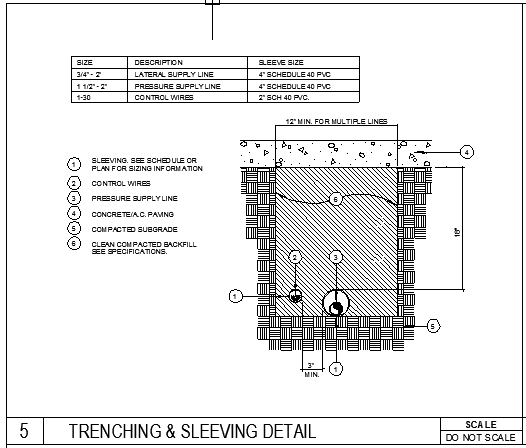 SIZE DESCRIPTION SLEEVE SIZE
3/4" - 2" LATERAL SUPPLY LINE 4" SCHEDULE 40 PVC
1 1/2" - 2" PRESSURE SUPPLY LINE 4" SCHEDULE 40 PVC
1-30 CONTROL WIRES 2" SCH 40 PVC.
12" MIN. FOR MULTIPLE LINES
1 SLEEVING. SEE SCHEDULE OR
PLAN FOR SIZING INFORMATION
2 CONTROL WIRES
3 PRESSURE SUPPLY LINE
4 CONCRETE/A.C. PAVING
5 COMPACTED SUBGRADE
6 CLEAN COMPACTED BACKFILL
SEE SPECIFICATIONS.
4
6
18"
2 3
1
5
3"
MIN.
1
5 TRENCHING & SLEEVING DETAIL
SCALE
DO NOT SCALE